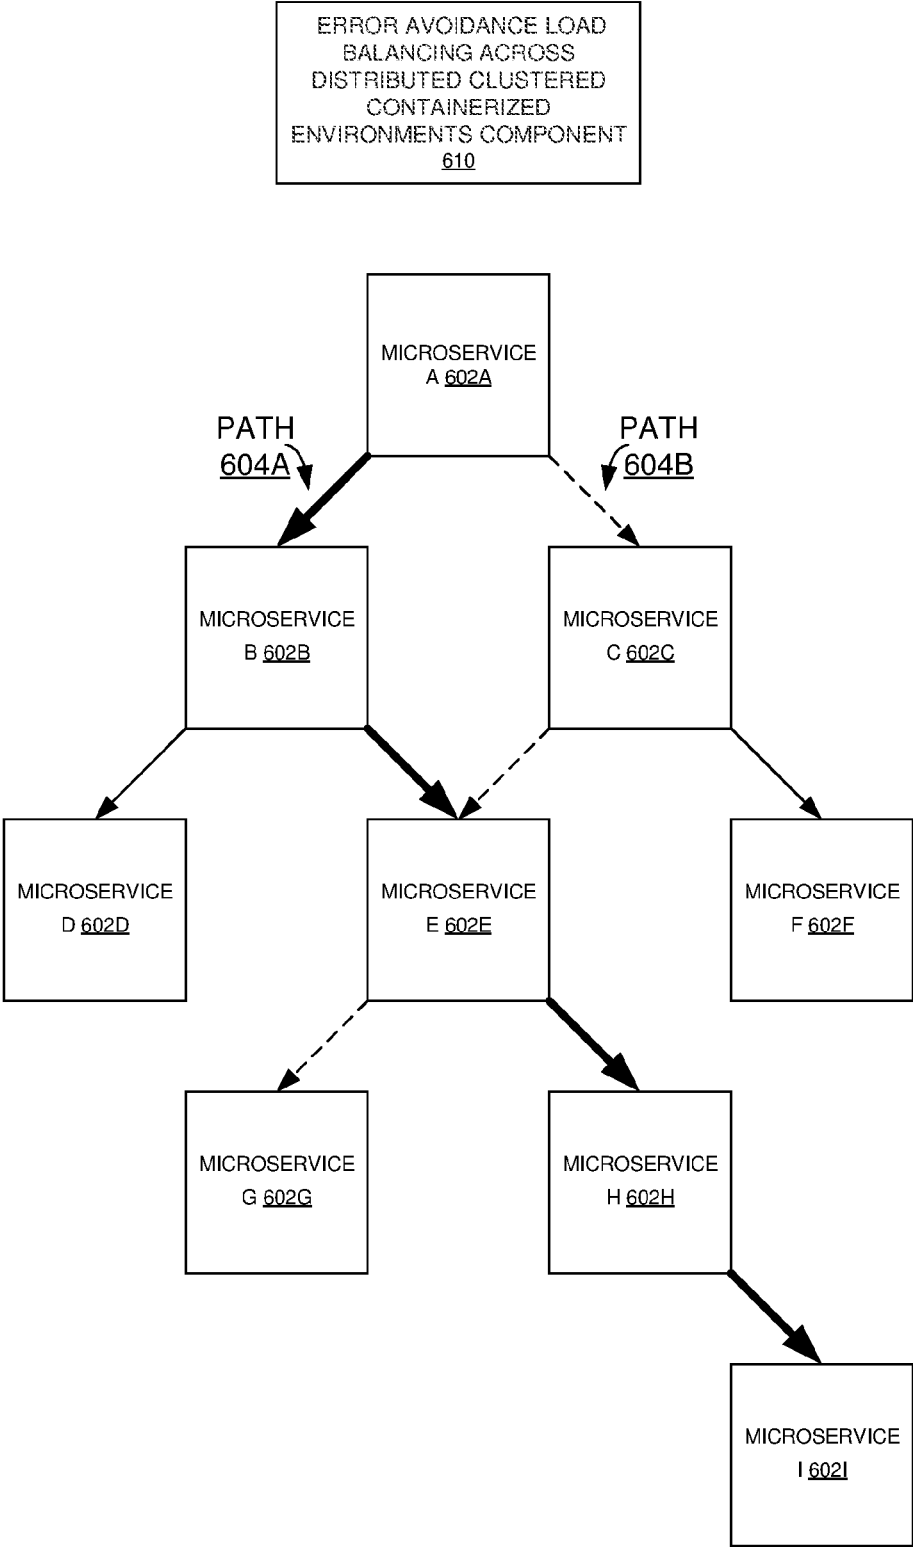 ERROR AVOIDANCE LOAD
BALANCING ACROSS
DISTRIBUTED CLUSTERED
CONTAINERIZED
ENVIRONMENTS COMPONENT
610
MICROSERVICE
A 602A
PATH
604A
PATH
604B
MICROSERVICE
B 602B
MICROSERVICE
C 602C
MICROSERVICE
D 602D
MICROSERVICE
E 602E
MICROSERVICE
F 602F
MICROSERVICE
G 602G
MICROSERVICE
H 602H
MICROSERVICE
I 602I